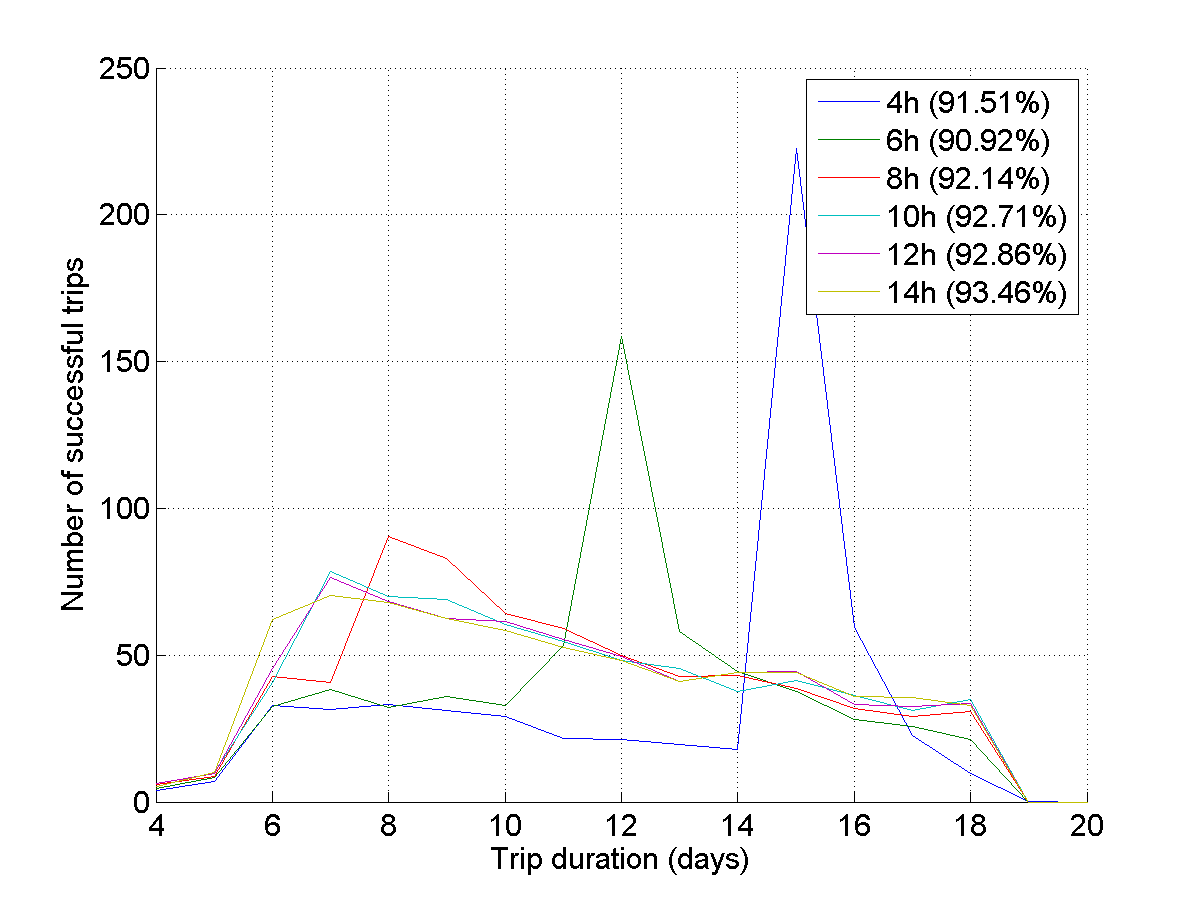 250
200
150
100
50
0
4 6 8 10 12 14 16 18 20
Number of successful trips
Trip duration (days)
4h (91.51%)
6h (90.92%)
8h (92.14%)
10h (92.71%)
12h (92.86%)
14h (93.46%)